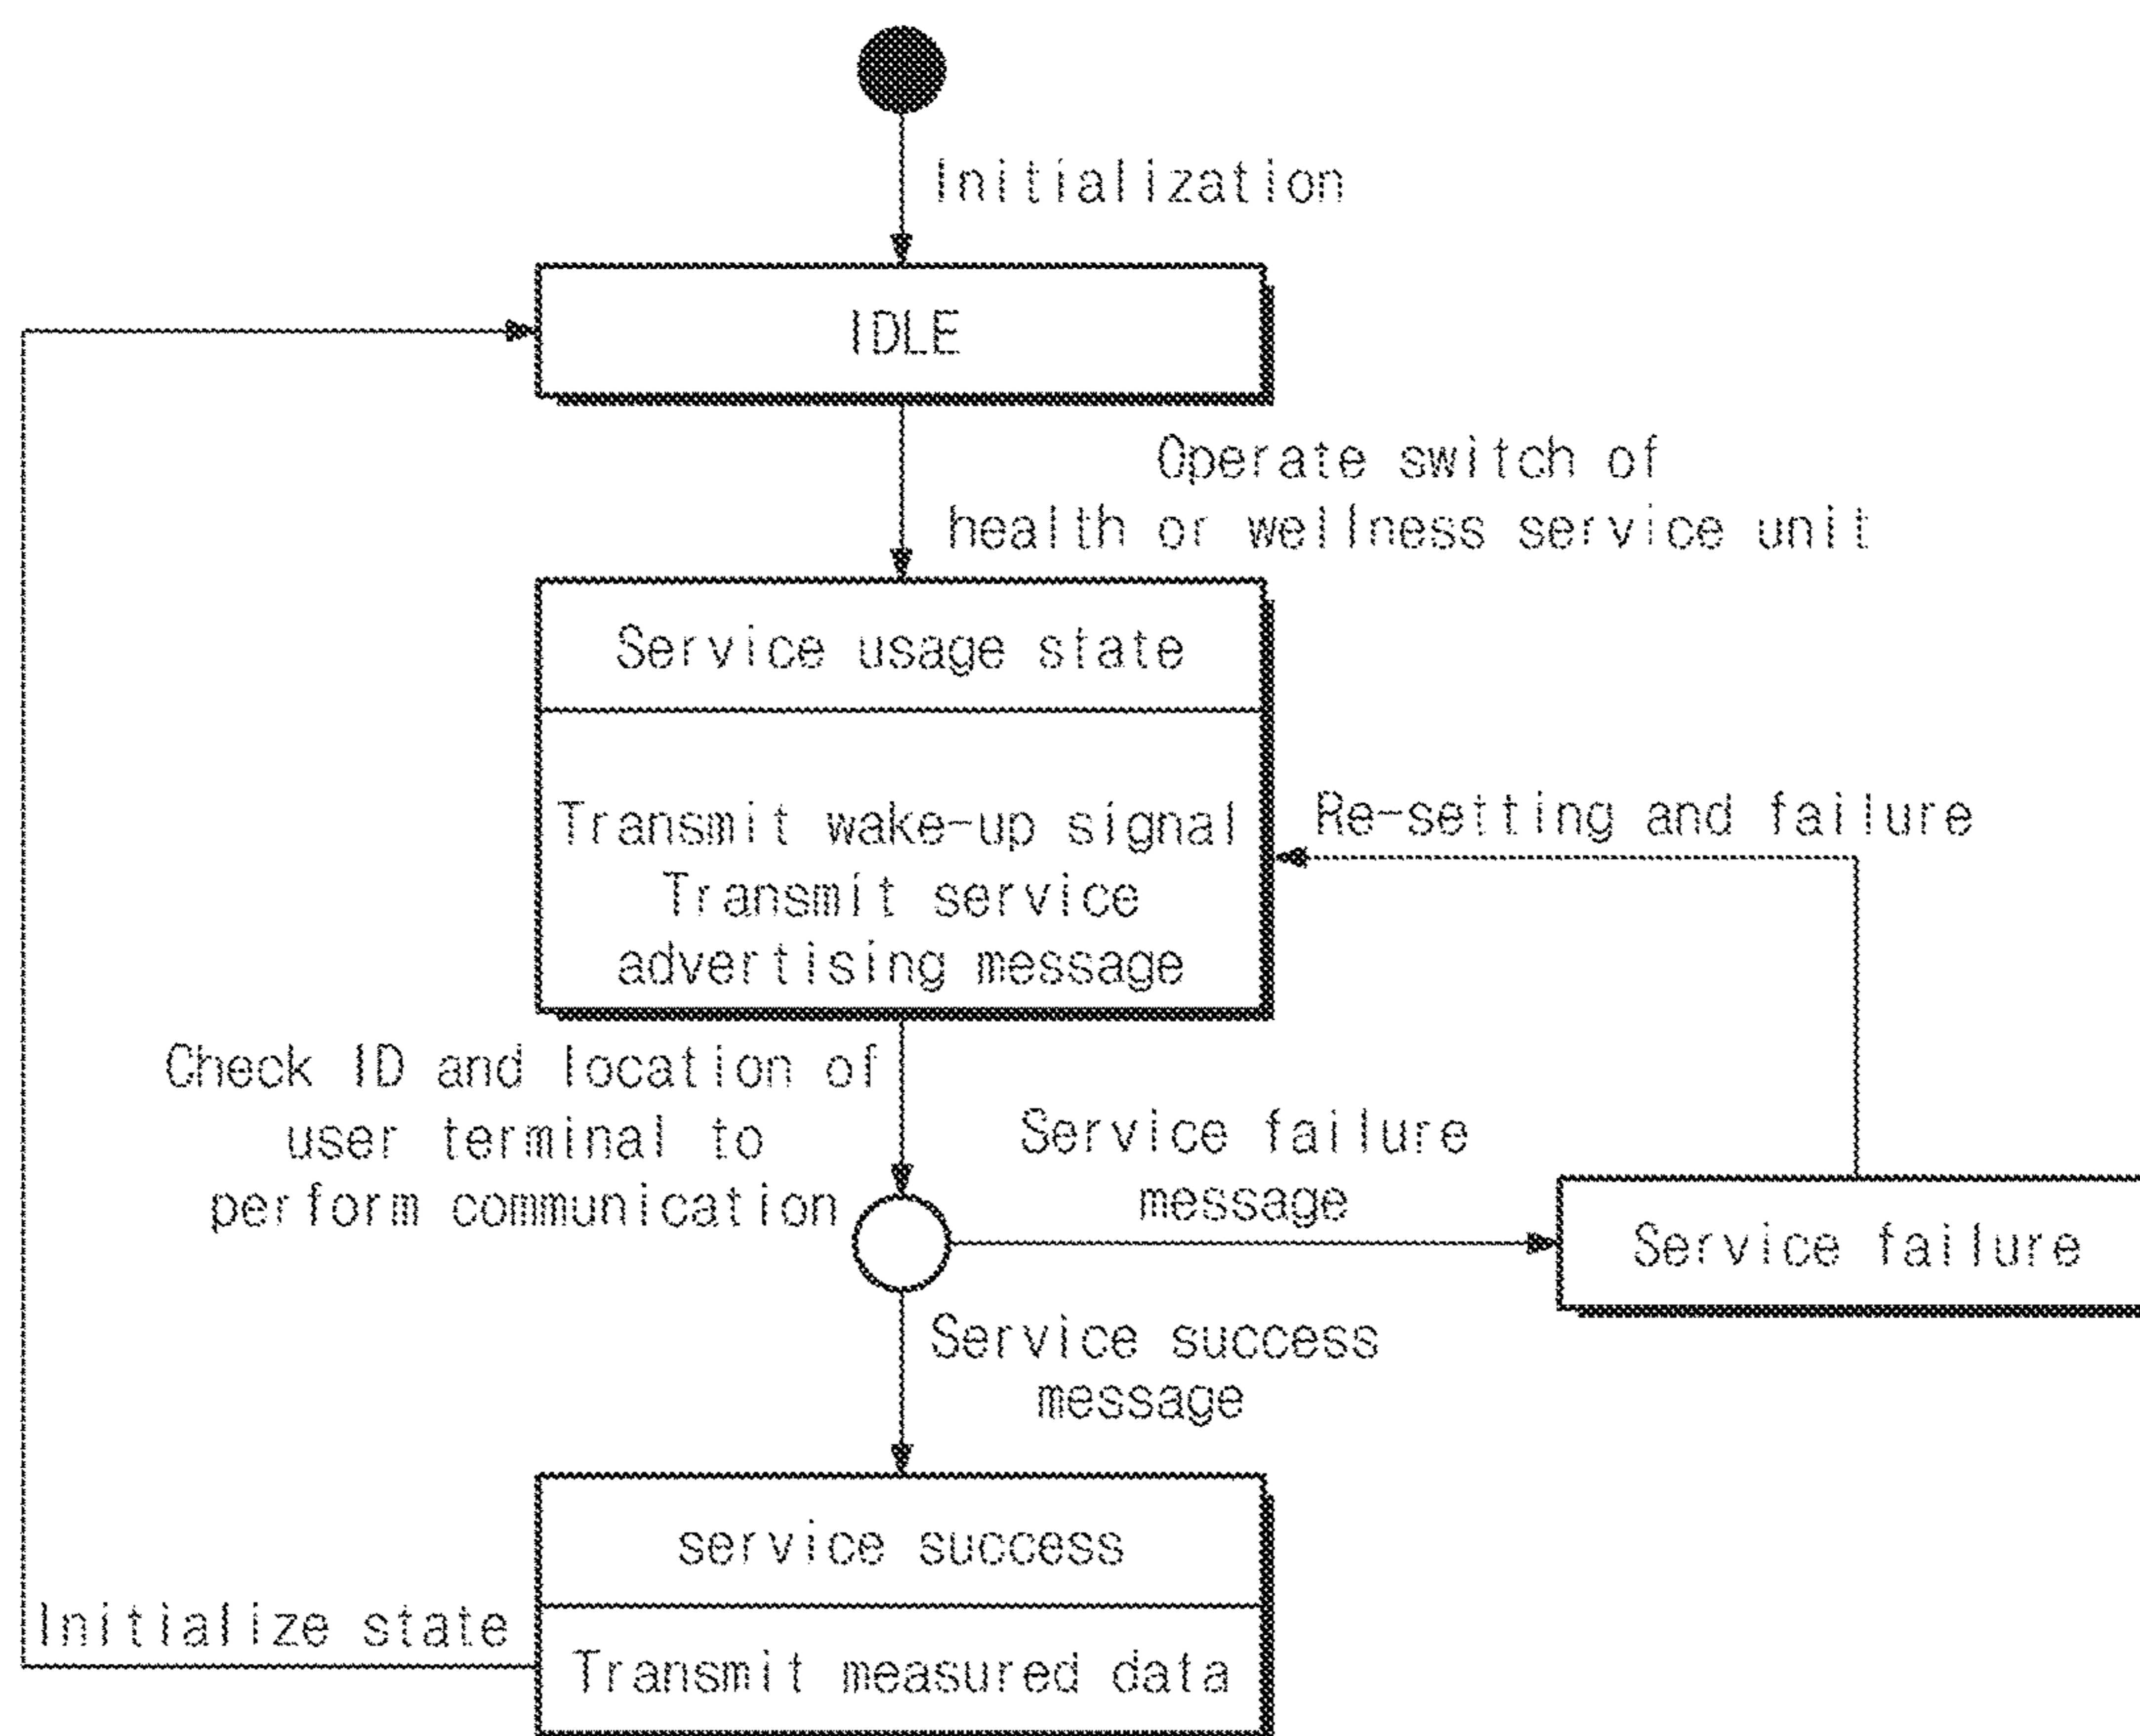 Initialization
IDLE
Operate switch of
health or wellness service unit
Service usage state
Transmit wake-up signal
Transmit service
advertising message
Re-setting and failure
Check ID and location of
user terminal to
perform communication
Service failure
message
Service failure
Service success
message
service success
Initialize state
Transmit measured data